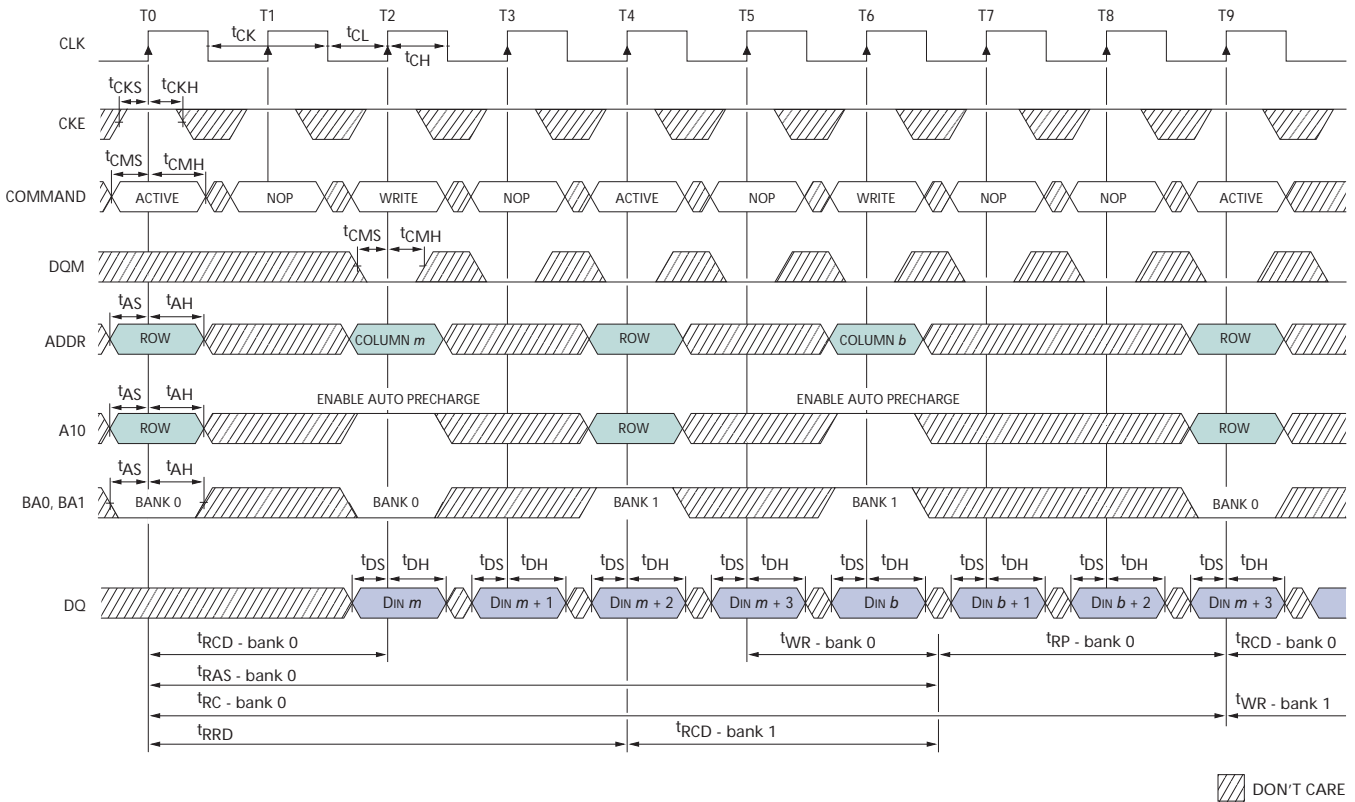 T0 T1 T2 T3 T4 T5 T6 T7 T8 T9
CLK
tCK tCL
tCH
tCKS tCKH
CKE
tCMS tCMH
COMMAND ACTIVE NOP WRITE NOP ACTIVE NOP WRITE NOP NOP ACTIVE
tCMS tCMH
DQM
tAS tAH
ADDR ROW COLUMN m ROW COLUMN b ROW
tAS tAH ENABLE AUTO PRECHARGE ENABLE AUTO PRECHARGE
A10 ROW ROW ROW
tAS tAH
BA0, BA1 BANK 0 BANK 0 BANK 1 BANK 1 BANK 0
tDS tDH tDS tDH tDS tDH tDS tDH tDS tDH tDS tDH tDS tDH tDS tDH
DQ DIN m DIN m + 1 DIN m + 2 DIN m + 3 DIN b DIN b + 1 DIN b + 2 DIN m + 3
tRCD - bank 0 tWR - bank 0 tRP - bank 0 tRCD - bank 0
tRAS - bank 0
tRC - bank 0 tWR - bank 1
tRRD tRCD - bank 1
DON'T CARE